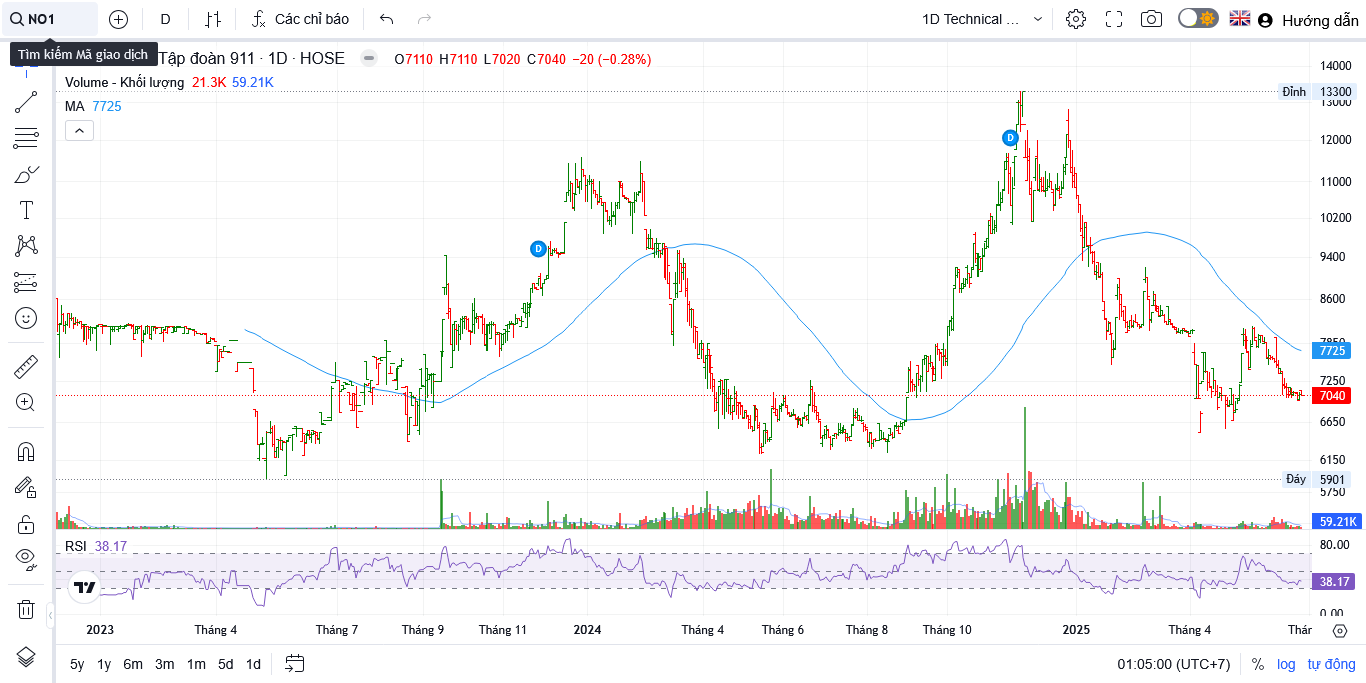 NO1 D Các chỉ báo 1D Technical ... Hướng dẫn
Tìm kiếm Mã giao dịch
Tập đoàn 911 · 1D · HOSE O7110 H7110 L7020 C7040 −20 (−0.28%)
Volume - Khối lượng 21.3K 59.21K
MA 7725
14000
Đỉnh 13300
13000
12000
D
11000
10200
D
9400
8600
7850
7725
7250
7040
6650
6150
Đáy 5901
5750
59.21K
RSI 38.17
80.00
38.17
0.00
2023 Tháng 4 Tháng 7 Tháng 9 Tháng 11 2024 Tháng 4 Tháng 6 Tháng 8 Tháng 10 2025 Tháng 4 Thár
5y 1y 6m 3m 1m 5d 1d 01:05:00 (UTC+7) % log tự động